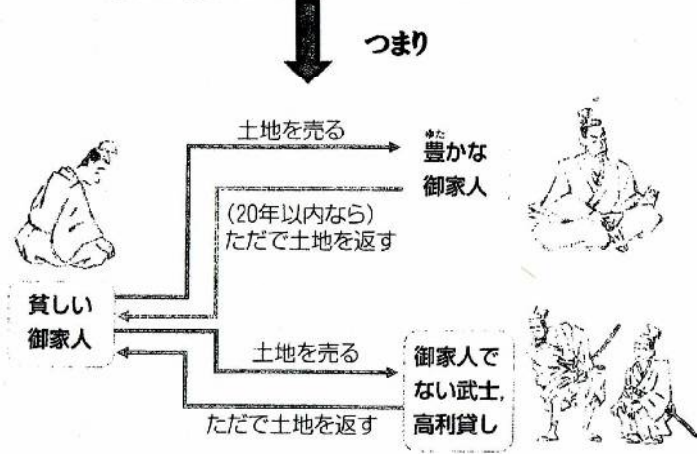 つまり
土地を売る
ゆた
豊かな
御家人
(20年以内なら)
ただで土地を返す
貧しい
御家人
土地を売る
御家人で
ない武士,
高利貸し
ただで土地を返す